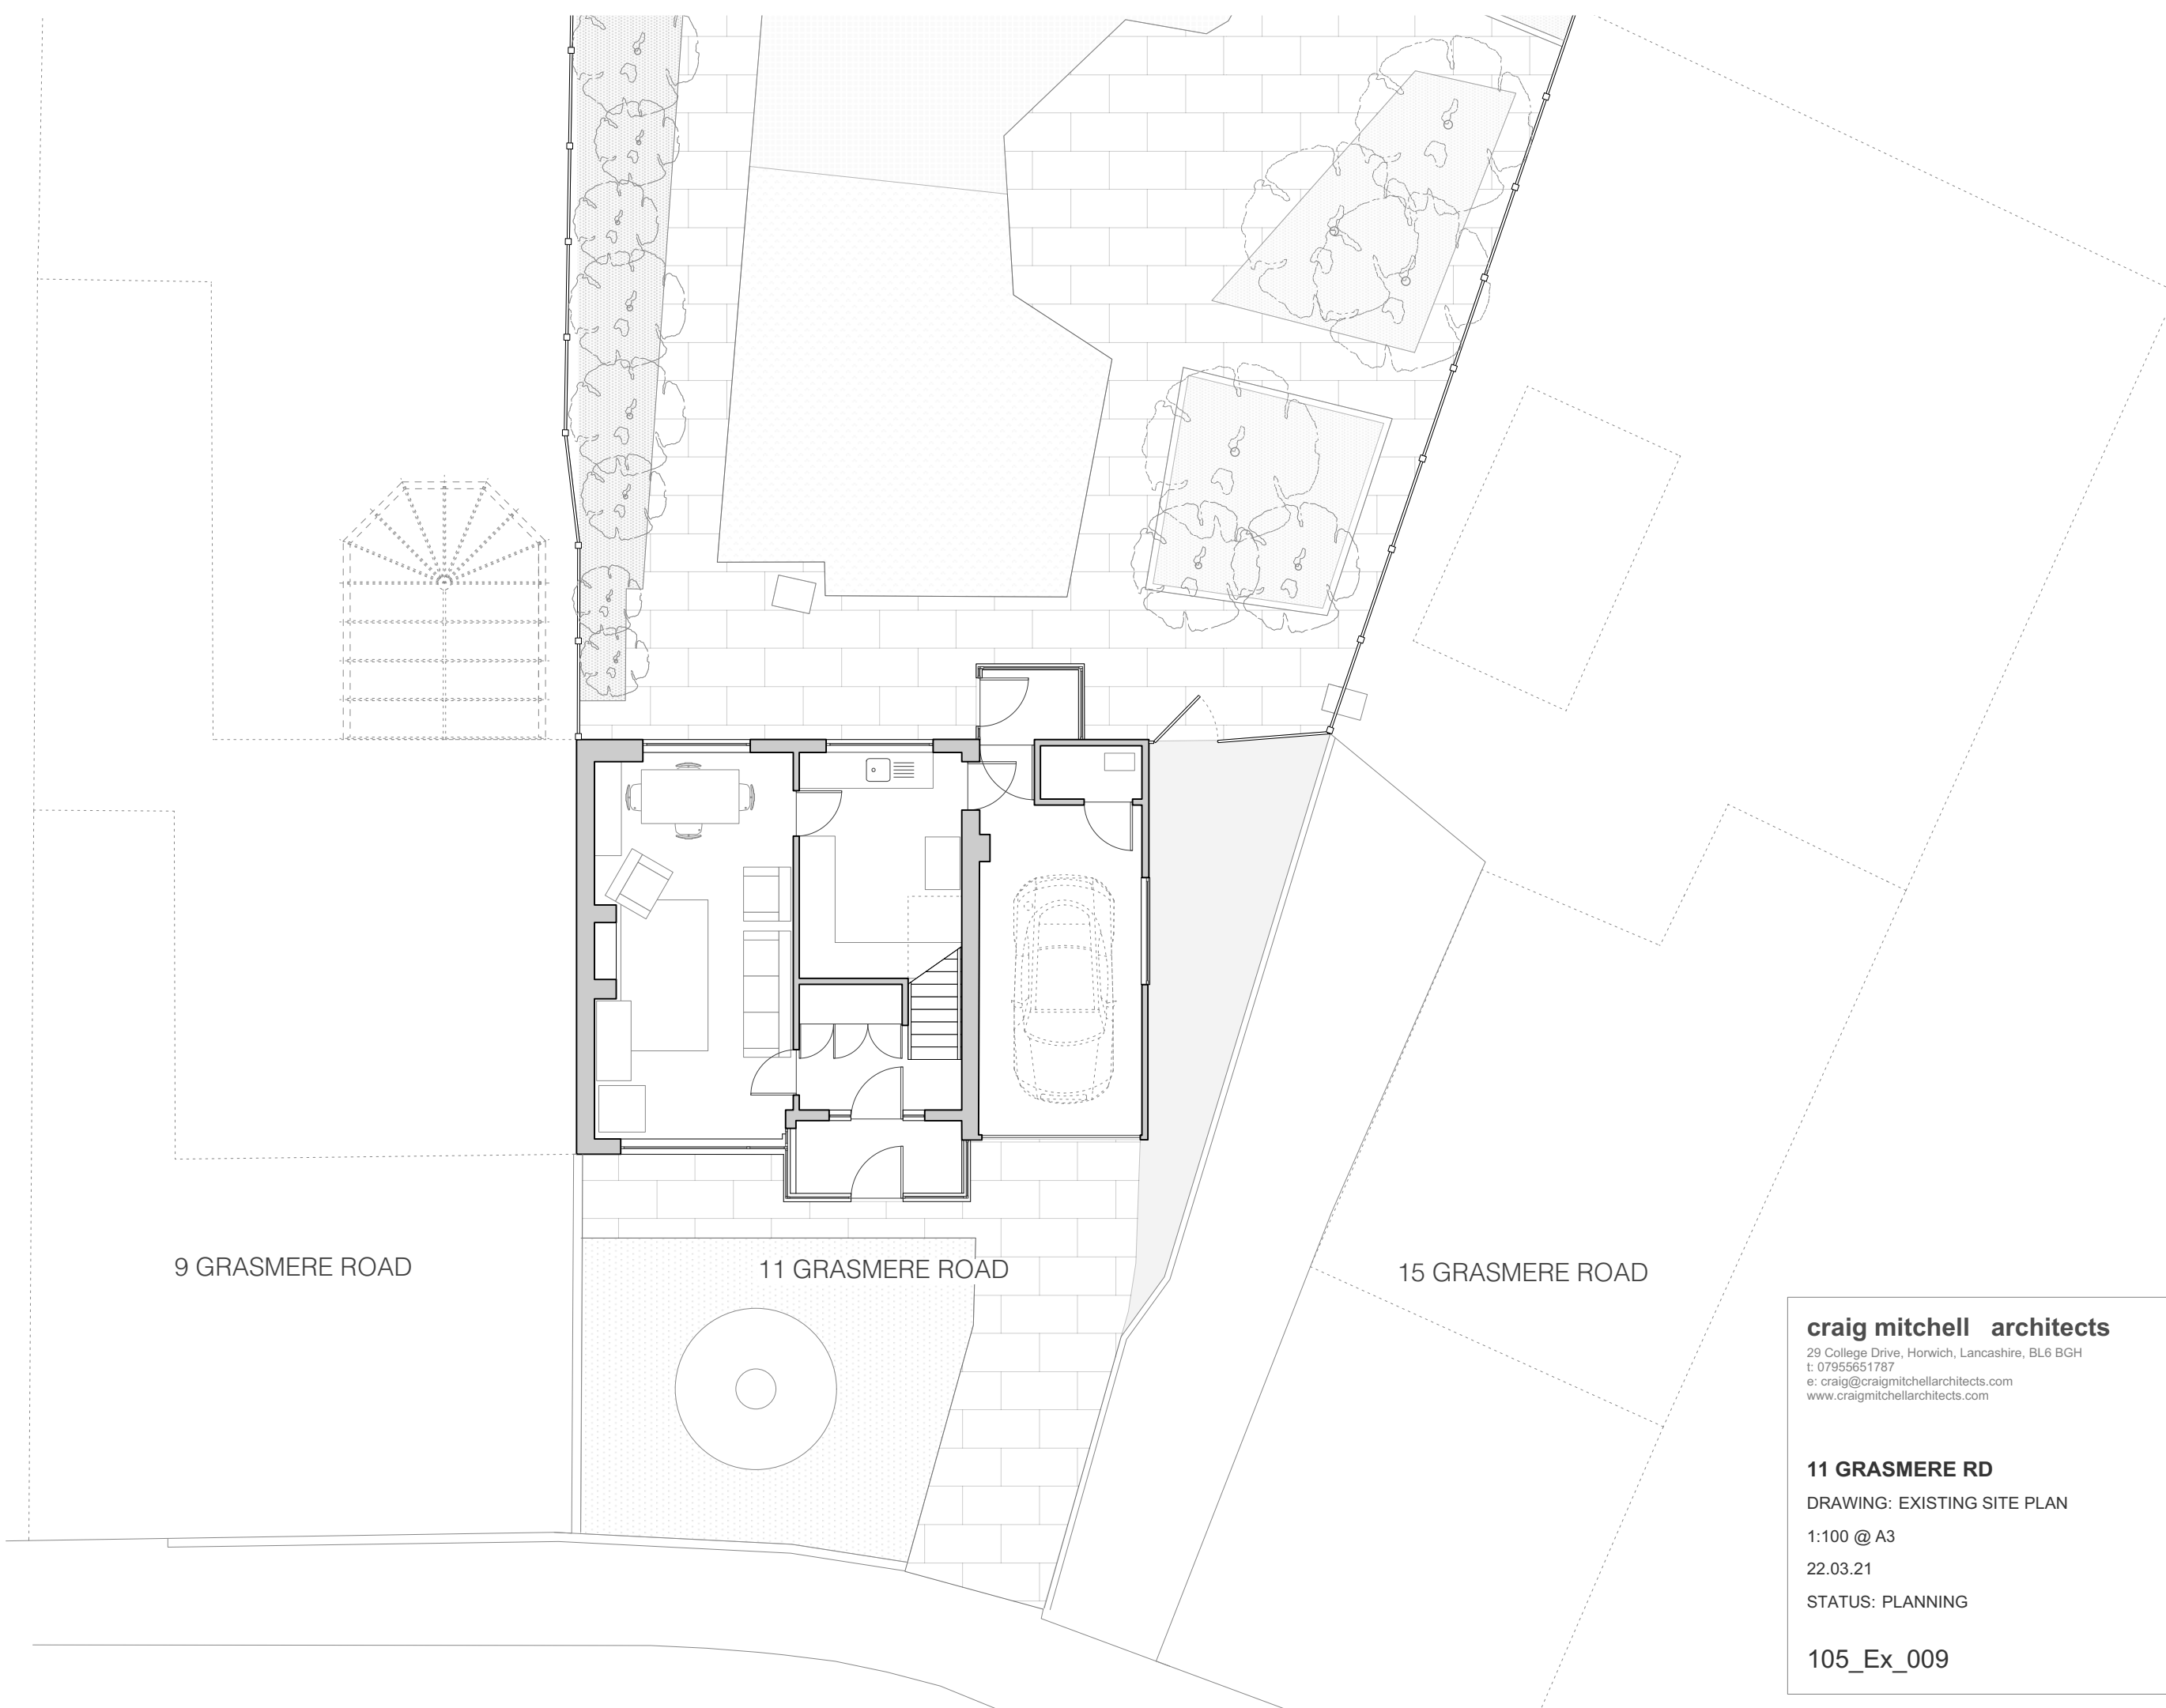 9 GRASMERE ROAD
11 GRASMERE ROAD
15 GRASMERE ROAD
craig mitchell architects
29 College Drive, Horwich, Lancashire, BL6 BGH
t: 07955651787
e: craig@craigmitchellarchitects.com
www.craigmitchellarchitects.com
11 GRASMERE RD
DRAWING: EXISTING SITE PLAN
1:100 @ A3
22.03.21
STATUS: PLANNING
105_Ex_009